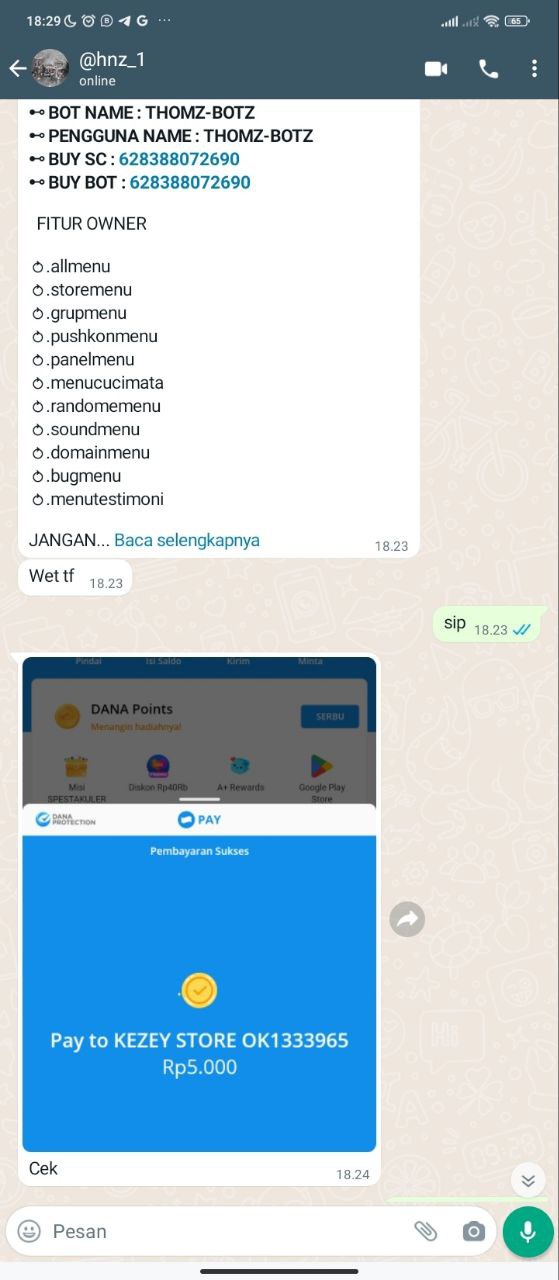 18:29
65
@hnz_1
online
BOT NAME : THOMZ-BOTZ
PENGGUNA NAME : THOMZ-BOTZ
BUY SC : 628388072690
BUY BOT : 628388072690
FITUR OWNER
.allmenu
.storemenu
.grupmenu
.pushkonmenu
.panelmenu
.menucucimata
.randomemenu
.soundmenu
.domainmenu
.bugmenu
.menutestimoni
JANGAN... Baca selengkapnya
18.23
Wet tf 18.23
sip 18.23
Pindai Isi Saldo Kirim Minta
DANA Points
Menangin hadiahnya!
SERBU
Misi SPESTAKULER
Diskon Rp40Rb
A+ Rewards
Google Play Store
DANA PROTECTION
PAY
Pembayaran Sukses
Pay to KEZEY STORE OK1333965
Rp5.000
Cek
18.24
Pesan